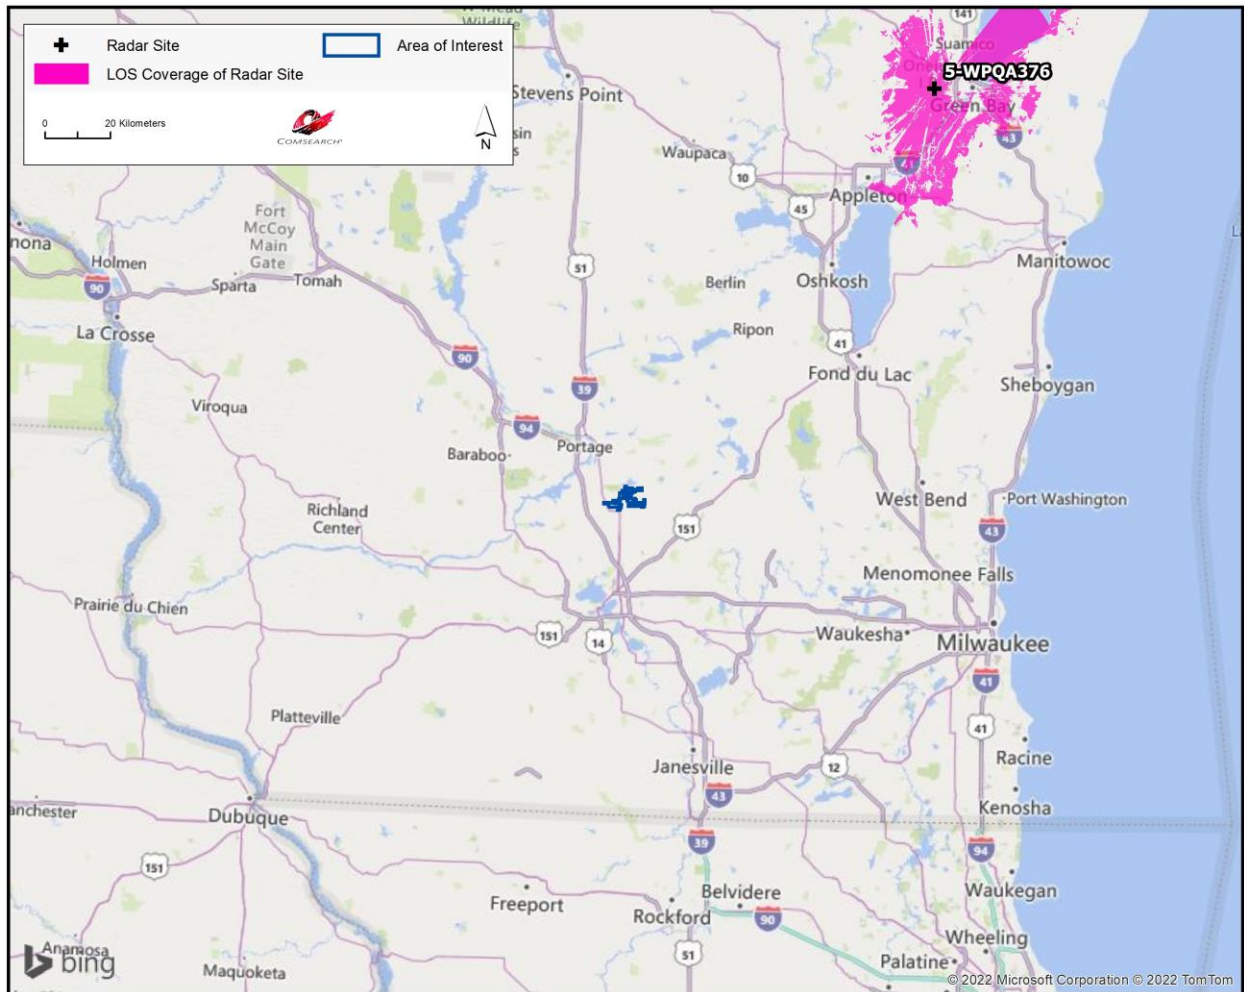 Radar Site
Area of Interest
LOS Coverage of Radar Site
0
20 Kilometers
COMSEARCH
N
Wildlife
141
Suamico
5-WPQA376
Green Bay
43
Stevens Point
Waupaca
10
41
Appleton
45
Fort
McCoy
Main
Gate
Holmen
90
Sparta
Tomah
51
Manitowoc
Berlin
Oshkosh
La Crosse
Ripon
41
90
Fond du Lac
39
Sheboygan
Viroqua
94
Portage
Baraboo
West Bend
Port Washington
Richland
Center
151
43
Menomonee Falls
Prairie du Chien
151
14
Waukesha
Milwaukee
41
Platteville
41
Janesville
12
Racine
43
Kenosha
anchester
Dubuque
39
94
151
Belvidere
Waukegan
Freeport
Rockford
90
Wheeling
51
Anamosa
bing
Maquoketa
Palatine
© 2022 Microsoft Corporation © 2022 TomTom